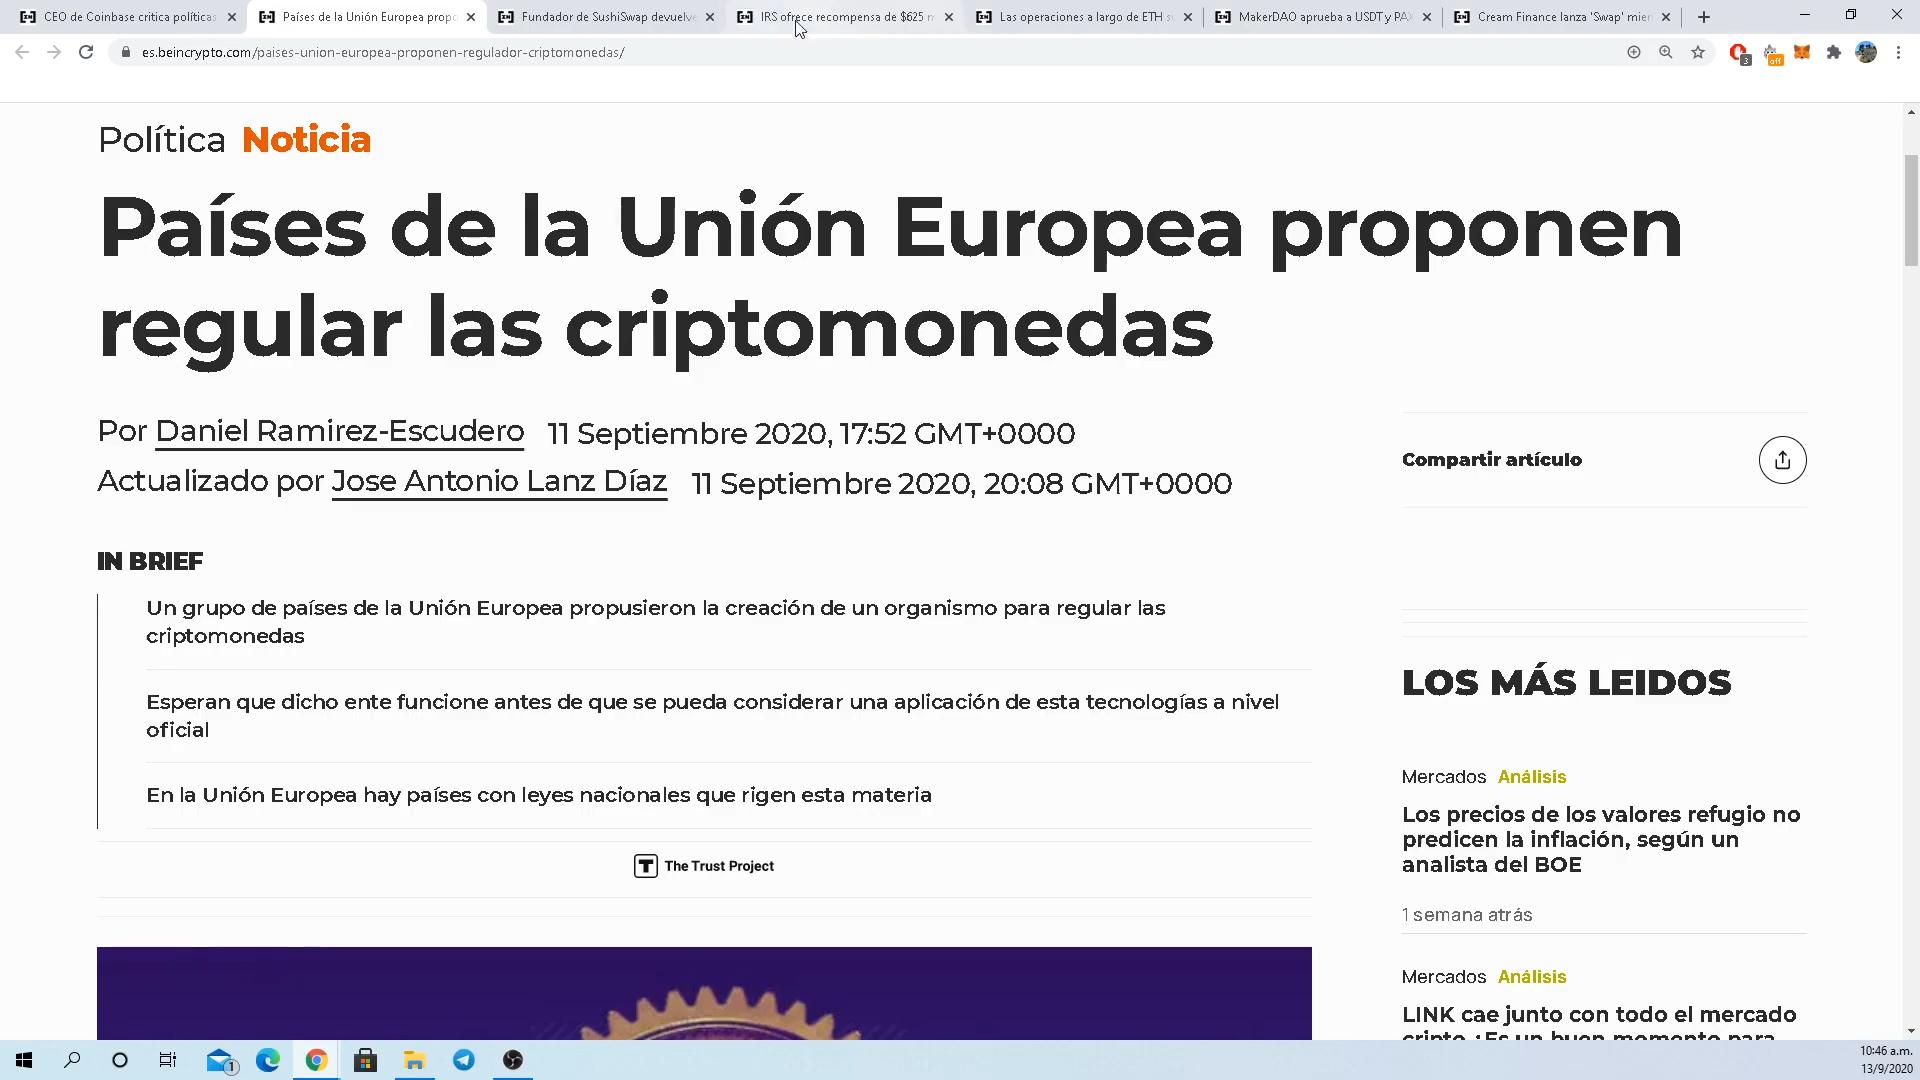 CEO de Coinbase critica políticas
Países de la Unión Europea propo
Fundador de SushiSwap devuelve
IRS ofrece recompensa de $625 m
Las operaciones a largo de ETH s
MakerDAO aprueba a USDT y PAX
Cream Finance lanza 'Swap' mien
es.beincrypto.com/paises-union-europea-proponen-regulador-criptomonedas/
3
off
Política Noticia
Países de la Unión Europea proponen
regular las criptomonedas
Por Daniel Ramirez-Escudero 11 Septiembre 2020, 17:52 GMT+0000
Actualizado por Jose Antonio Lanz Díaz 11 Septiembre 2020, 20:08 GMT+0000
Compartir artículo
IN BRIEF
Un grupo de países de la Unión Europea propusieron la creación de un organismo para regular las
criptomonedas
Esperan que dicho ente funcione antes de que se pueda considerar una aplicación de esta tecnologías a nivel
oficial
En la Unión Europea hay países con leyes nacionales que rigen esta materia
T The Trust Project
LOS MÁS LEIDOS
Mercados Análisis
Los precios de los valores refugio no
predicen la inflación, según un
analista del BOE
1 semana atrás
Mercados Análisis
LINK cae junto con todo el mercado
cripto ¿Es un buen momento para
1
10:46 a.m.
13/9/2020